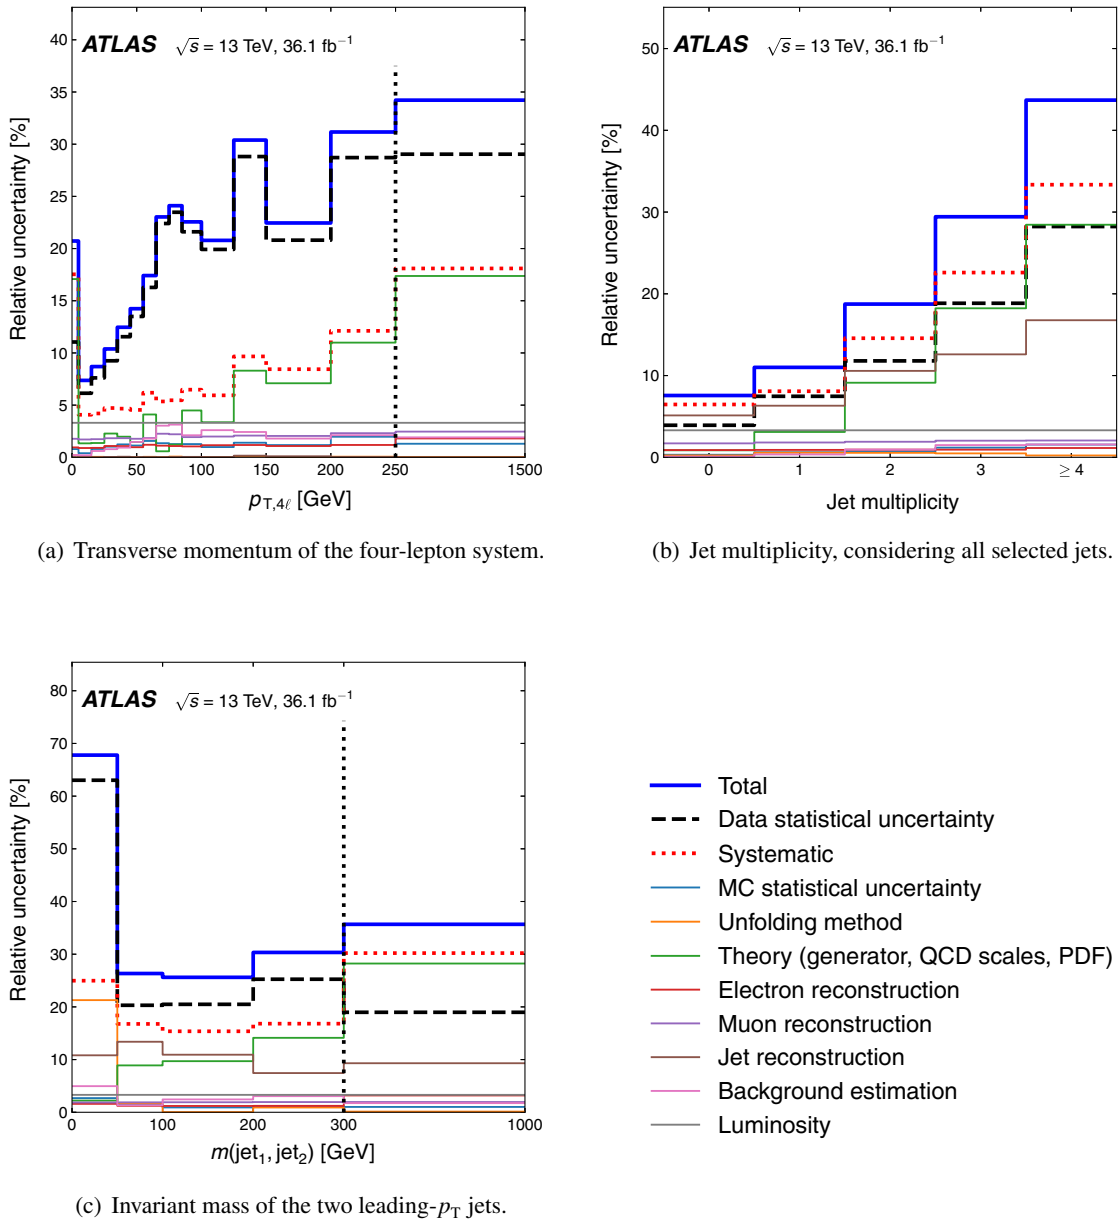 ATLAS √s = 13 TeV, 36.1 fb⁻¹
Relative uncertainty [%]
40
35
30
25
20
15
10
5
0
0 50 100 150 200 250 1500
p_T,4ℓ [GeV]
(a) Transverse momentum of the four-lepton system.
ATLAS √s = 13 TeV, 36.1 fb⁻¹
Relative uncertainty [%]
50
40
30
20
10
0
0 1 2 3 ≥ 4
Jet multiplicity
(b) Jet multiplicity, considering all selected jets.
ATLAS √s = 13 TeV, 36.1 fb⁻¹
Relative uncertainty [%]
80
70
60
50
40
30
20
10
0
0 100 200 300 1000
m(jet₁, jet₂) [GeV]
(c) Invariant mass of the two leading-p_T jets.
Total
Data statistical uncertainty
Systematic
MC statistical uncertainty
Unfolding method
Theory (generator, QCD scales, PDF)
Electron reconstruction
Muon reconstruction
Jet reconstruction
Background estimation
Luminosity